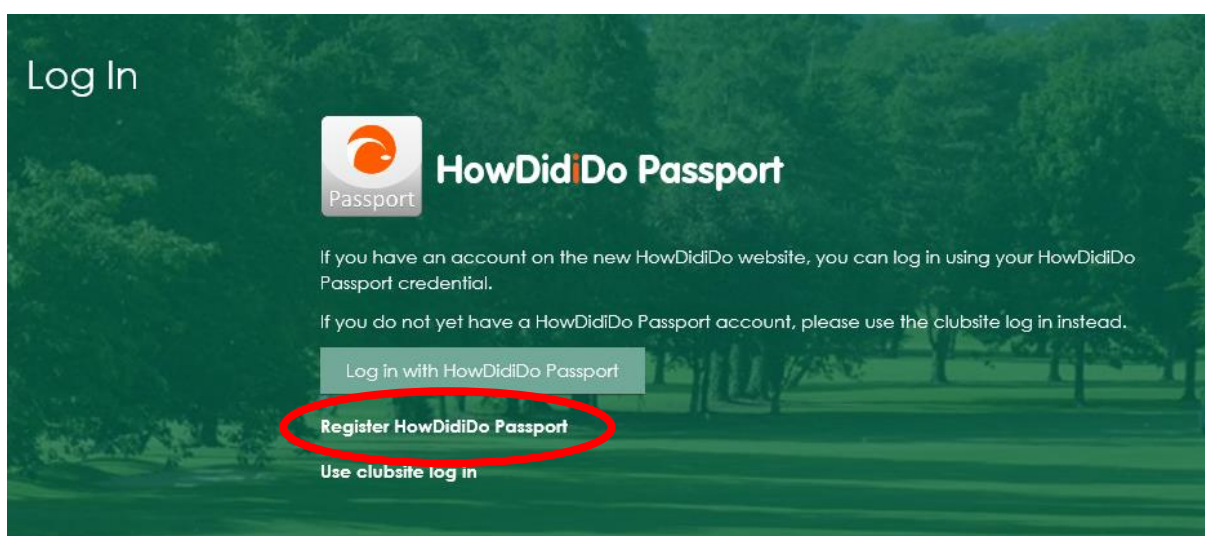 Log In
Passport
HowDidiDo Passport
If you have an account on the new HowDidiDo website, you can log in using your HowDidiDo
Passport credential.
If you do not yet have a HowDidiDo Passport account, please use the clubsite log in instead.
Log in with HowDidiDo Passport
Register HowDidiDo Passport
Use clubsite log in